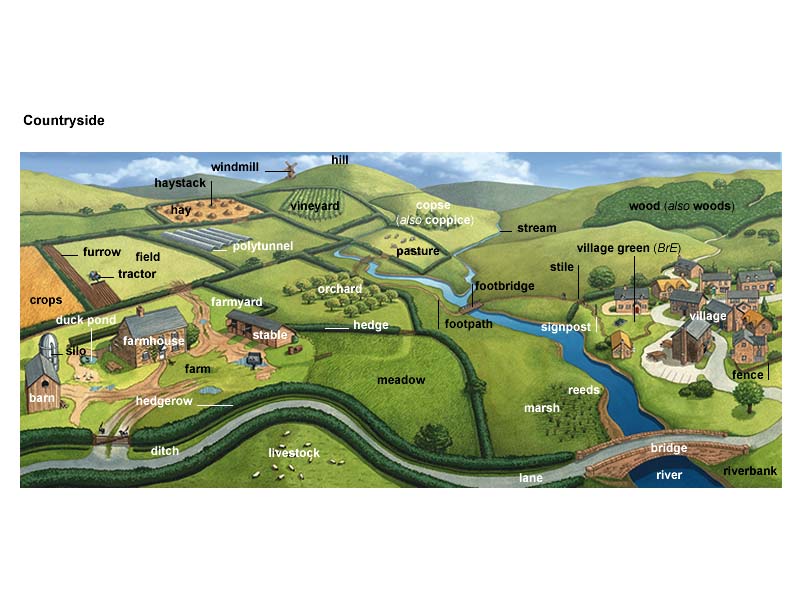 Countryside
hill
windmill
haystack
hay
vineyard
copse
(also coppice)
wood (also woods)
stream
polytunnel
pasture
village green (BrE)
furrow
field
tractor
stile
footbridge
orchard
crops
farmyard
duck pond
village
hedge
footpath
signpost
stable
farmhouse
silo
farm
fence
meadow
reeds
barn
hedgerow
marsh
bridge
ditch
livestock
riverbank
lane
river